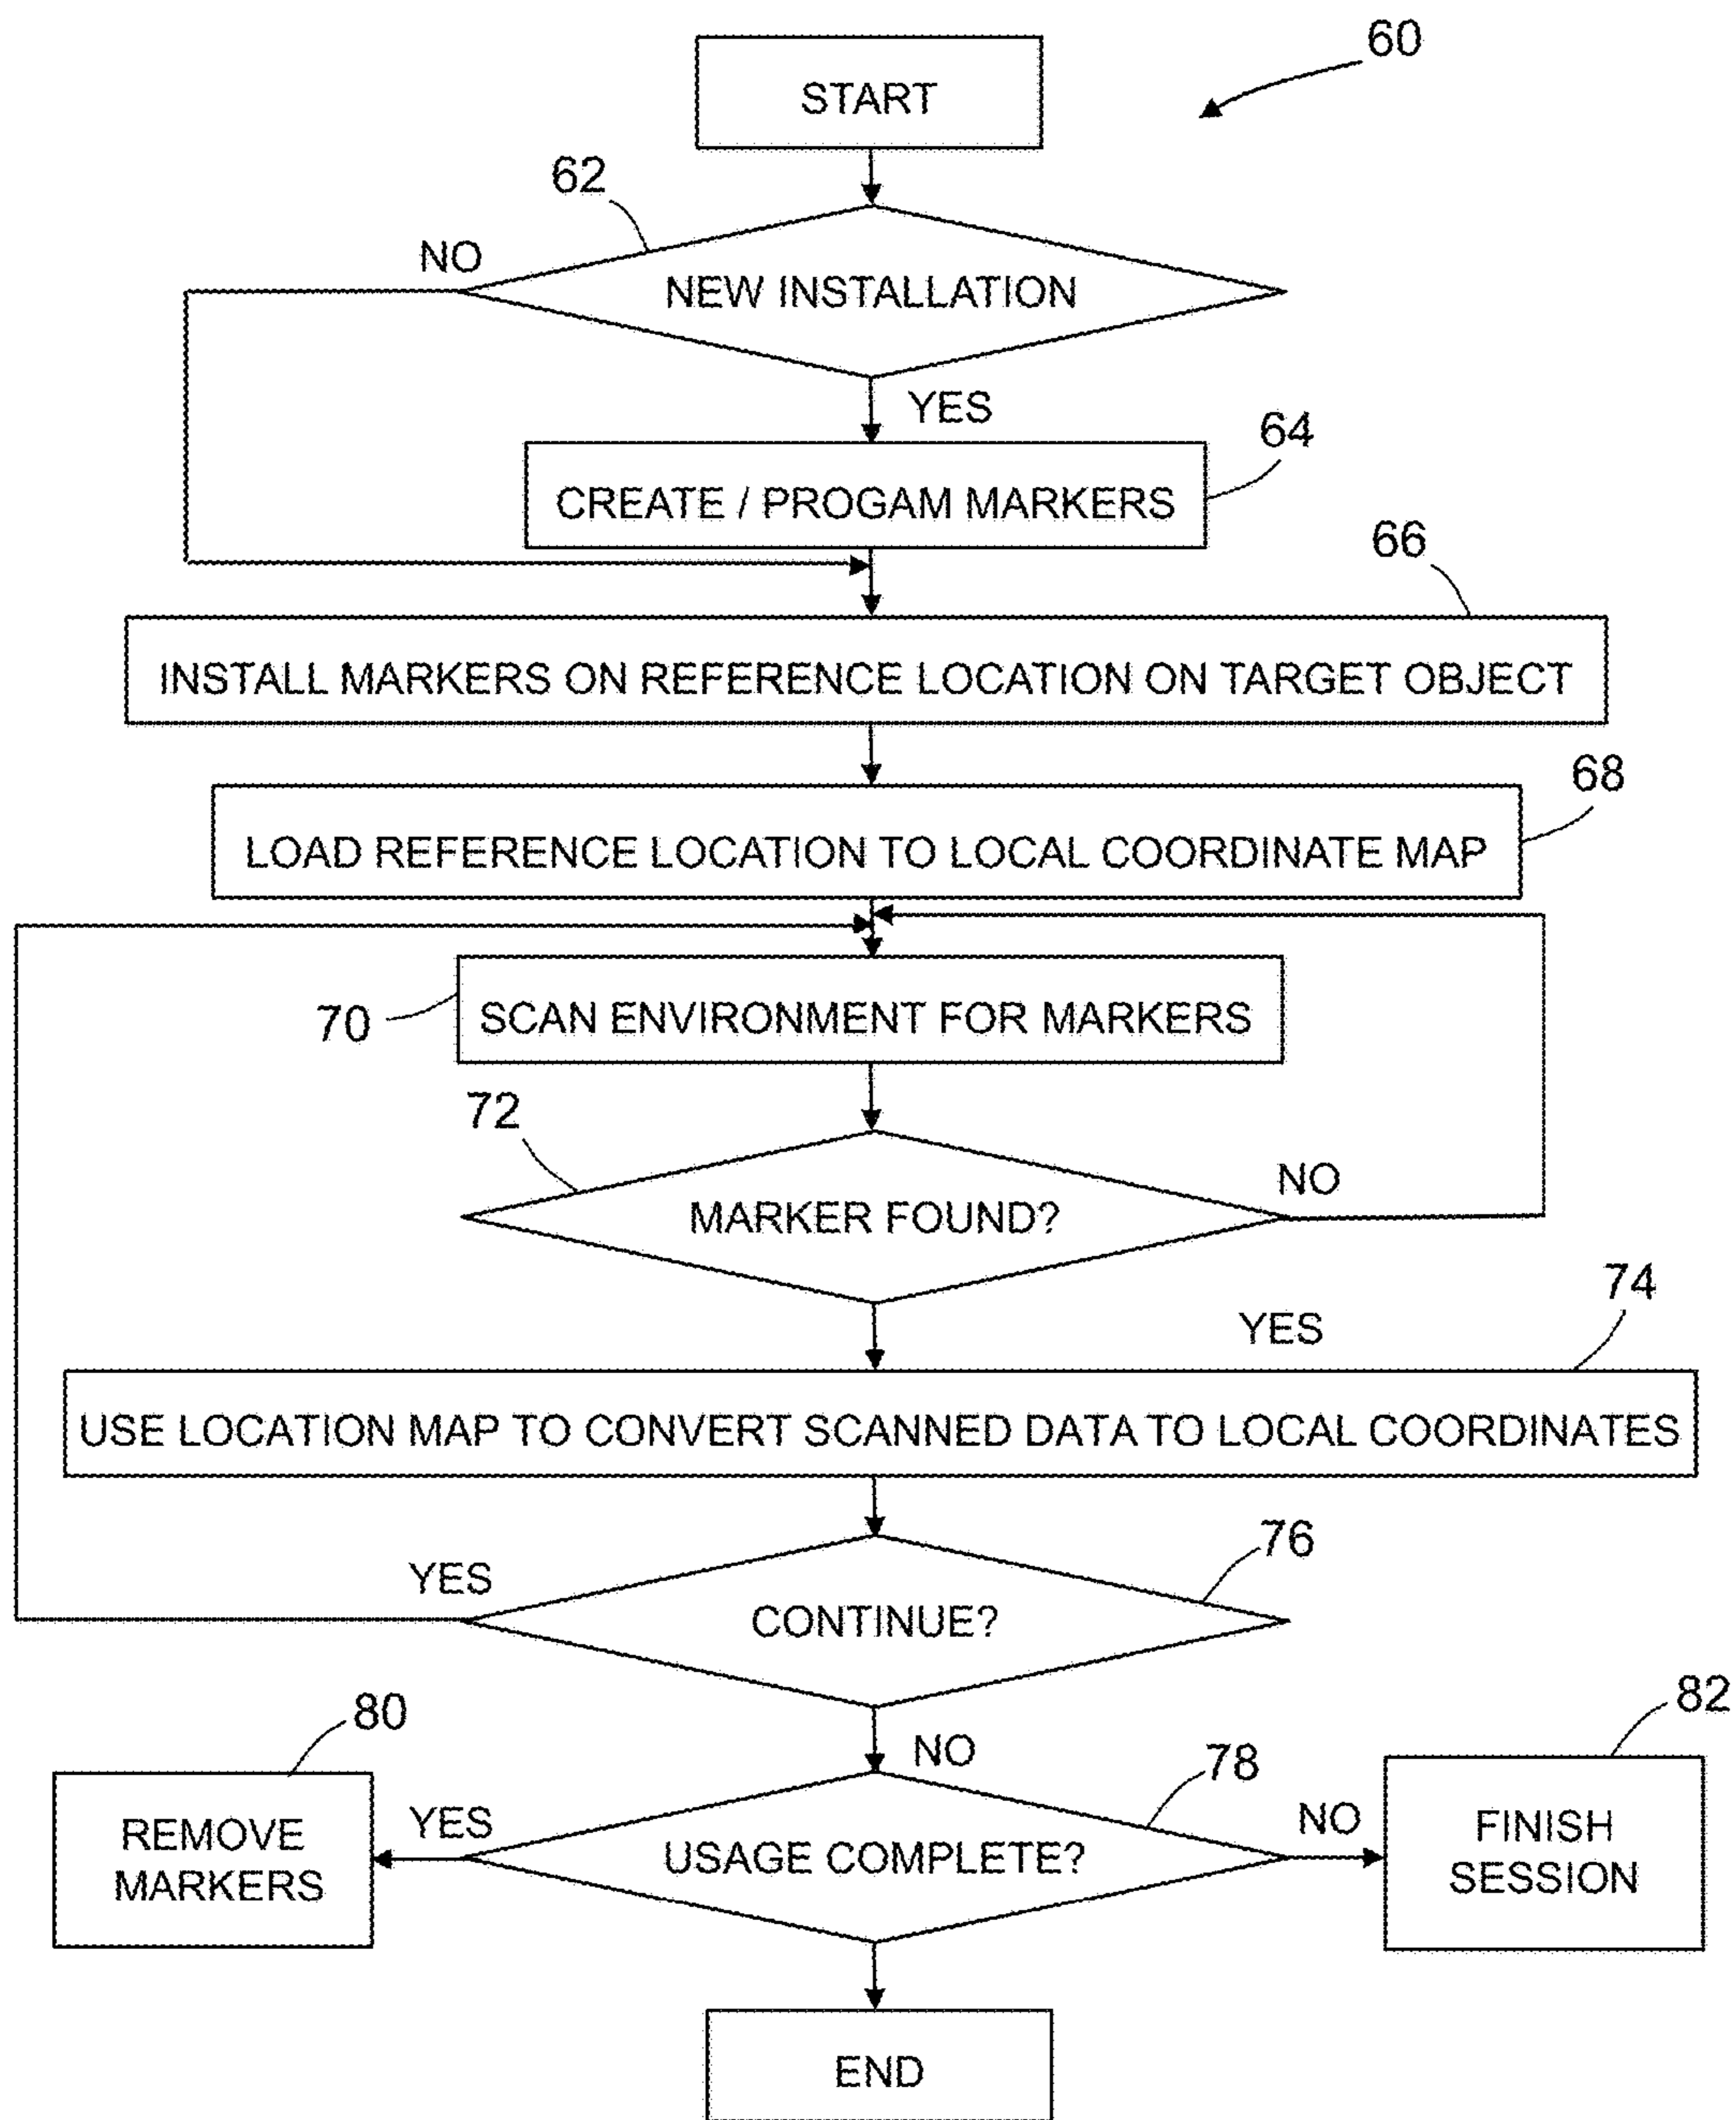 60
START
62
NO
NEW INSTALLATION
YES
64
CREATE / PROGAM MARKERS
66
INSTALL MARKERS ON REFERENCE LOCATION ON TARGET OBJECT
68
LOAD REFERENCE LOCATION TO LOCAL COORDINATE MAP
70
SCAN ENVIRONMENT FOR MARKERS
72
NO
MARKER FOUND?
74
YES
USE LOCATION MAP TO CONVERT SCANNED DATA TO LOCAL COORDINATES
76
YES
CONTINUE?
80
82
NO
78
REMOVE
MARKERS
YES
USAGE COMPLETE?
NO
FINISH
SESSION
END